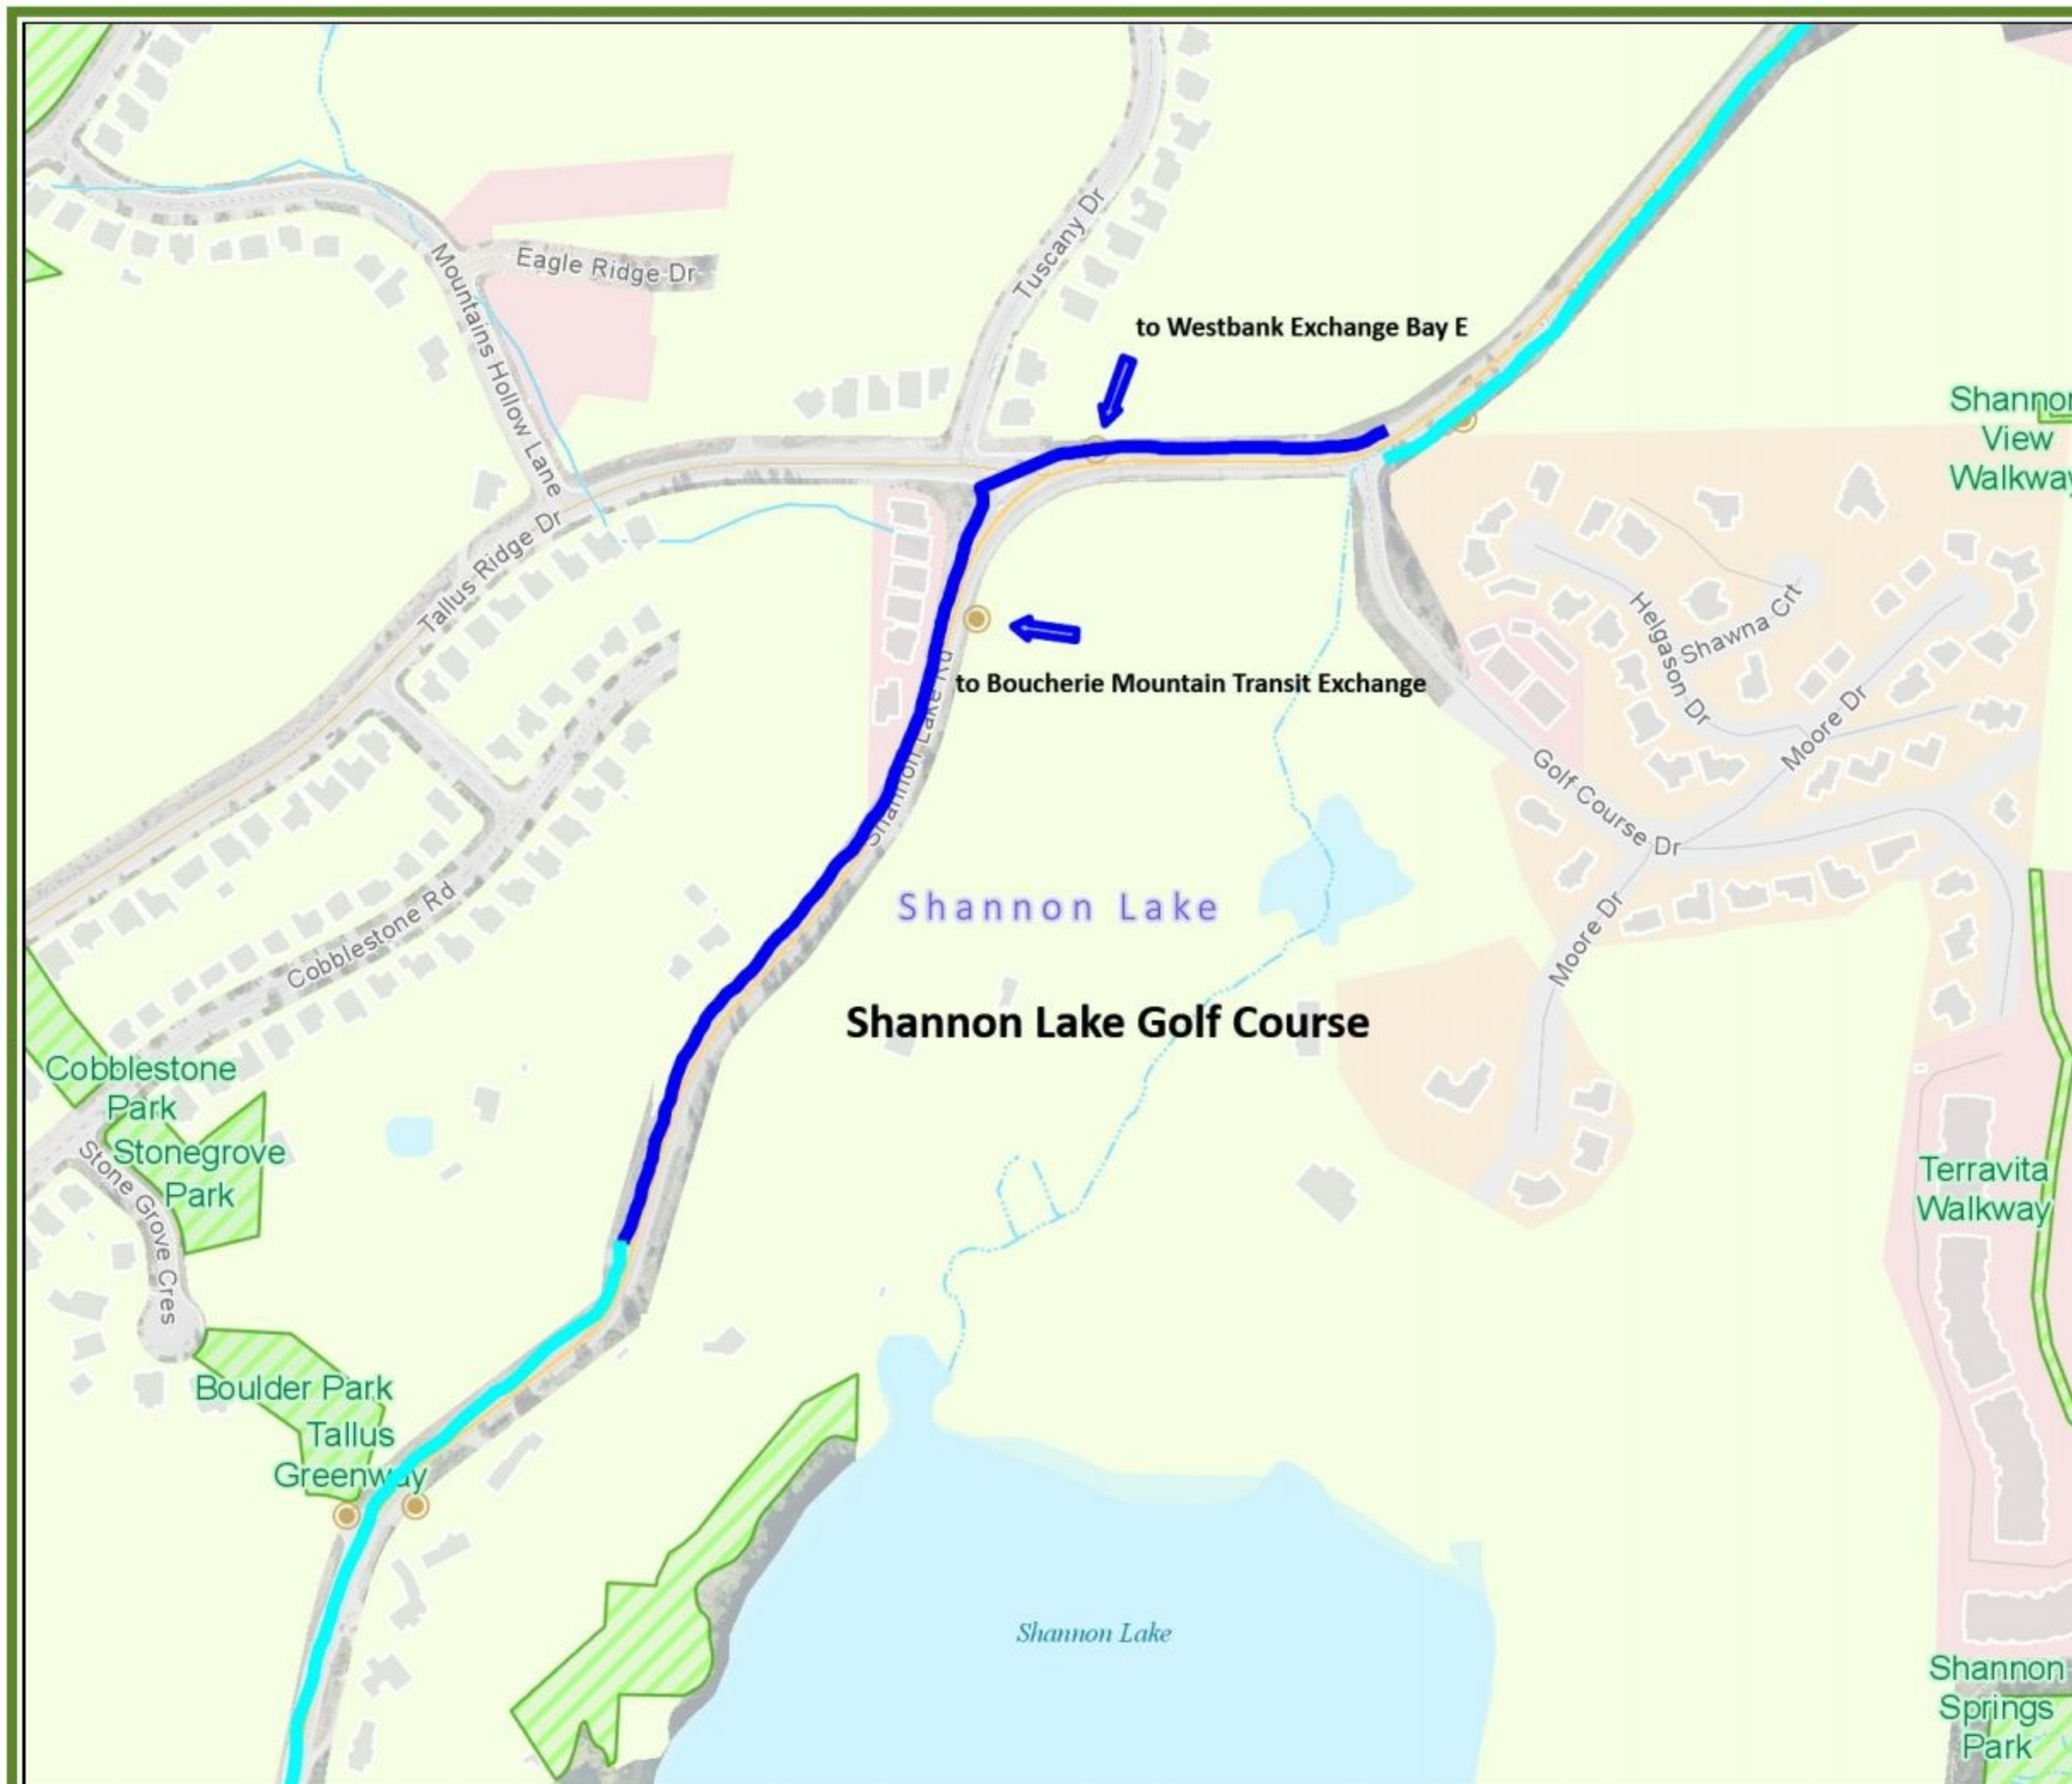 Eagle Ridge Dr
Mountains Hollow Lane
Tuscany Dr
to Westbank Exchange Bay E
Shannon
View
Walkway
Tallus Ridge Dr
Helgason Dr
Shawna Crt
Moore Dr
to Boucherie Mountain Transit Exchange
Shannon Lake Rd
Golf Course Dr
Cobblestone Rd
Shannon Lake
Moore Dr
Shannon Lake Golf Course
Cobblestone
Park
Stonegrove
Park
Stone Grove Cres
Terravita
Walkway
Boulder Park
Tallus
Greenway
Shannon Lake
Shannon
Springs
Park